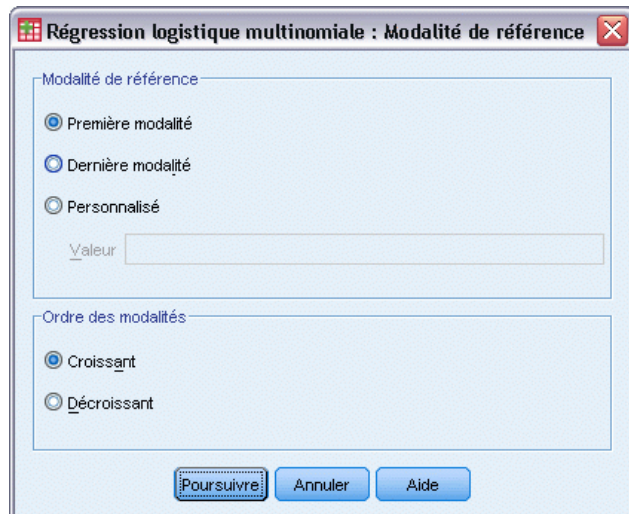 Régression logistique multinomiale : Modalité de référence
Modalité de référence
Première modalité
Dernière modalité
Personnalisé
Valeur
Ordre des modalités
Croissant
Décroissant
Poursuivre Annuler Aide